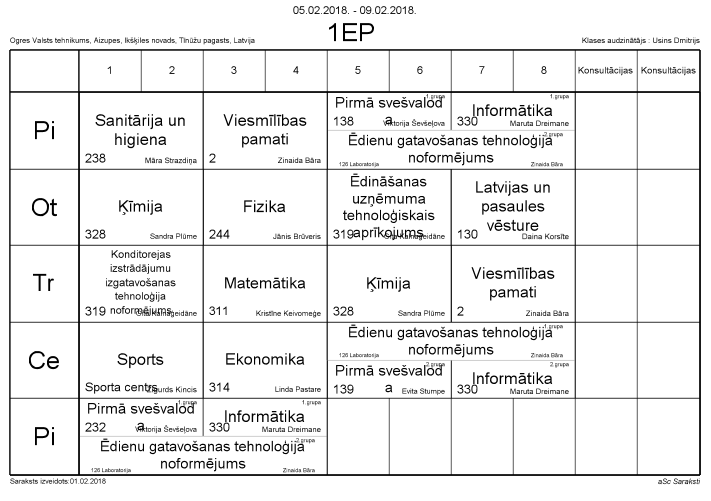 05.02.2018. - 09.02.2018.
Ogres Valsts tehnikums, Aizupes, Ikšķiles novads, Tīnūžu pagasts, Latvija
1EP
Klases audzinātājs : Usins Dmitrijs
1 2 3 4 5 6 7 8 Konsultācijas Konsultācijas
Pi
Sanitārija un
higiena
238 Māra Strazdiņa
Viesmīlības
pamati
2 Zinaida Bāra
1.grupa
Pirmā svešvalod
a
138 Viktorija Ševšeļova
1.grupa
Informātika
330 Maruta Dreimane
2.grupa
Ēdienu gatavošanas tehnoloģija
noformējums
126 Laboratorija Zinaida Bāra
Ot
Ķīmija
328 Sandra Plūme
Fizika
244 Jānis Brūveris
Ēdināšanas
uzņēmuma
tehnoloģiskais
aprīkojums
319
Latvijas un
pasaules
vēsture
130 Daina Korsīte
Tr
Konditorejas
izstrādājumu
izgatavošanas
tehnoloģija
noformējums
319
Matemātika
311 Kristīne Keivomeģe
Ķīmija
328 Sandra Plūme
Viesmīlības
pamati
2 Zinaida Bāra
Ce
Sports
Sporta centrs Zigurds Kincis
Ekonomika
314 Linda Pastare
1.grupa
Ēdienu gatavošanas tehnoloģija
noformējums
126 Laboratorija Zinaida Bāra
2.grupa
Pirmā svešvalod
a
139 Evita Stumpe
2.grupa
Informātika
330 Maruta Dreimane
Pi
1.grupa
Pirmā svešvalod
a
232 Viktorija Ševšeļova
1.grupa
Informātika
330 Maruta Dreimane
2.grupa
Ēdienu gatavošanas tehnoloģija
noformējums
126 Laboratorija Zinaida Bāra
Saraksts izveidots:01.02.2018
aSc Saraksti